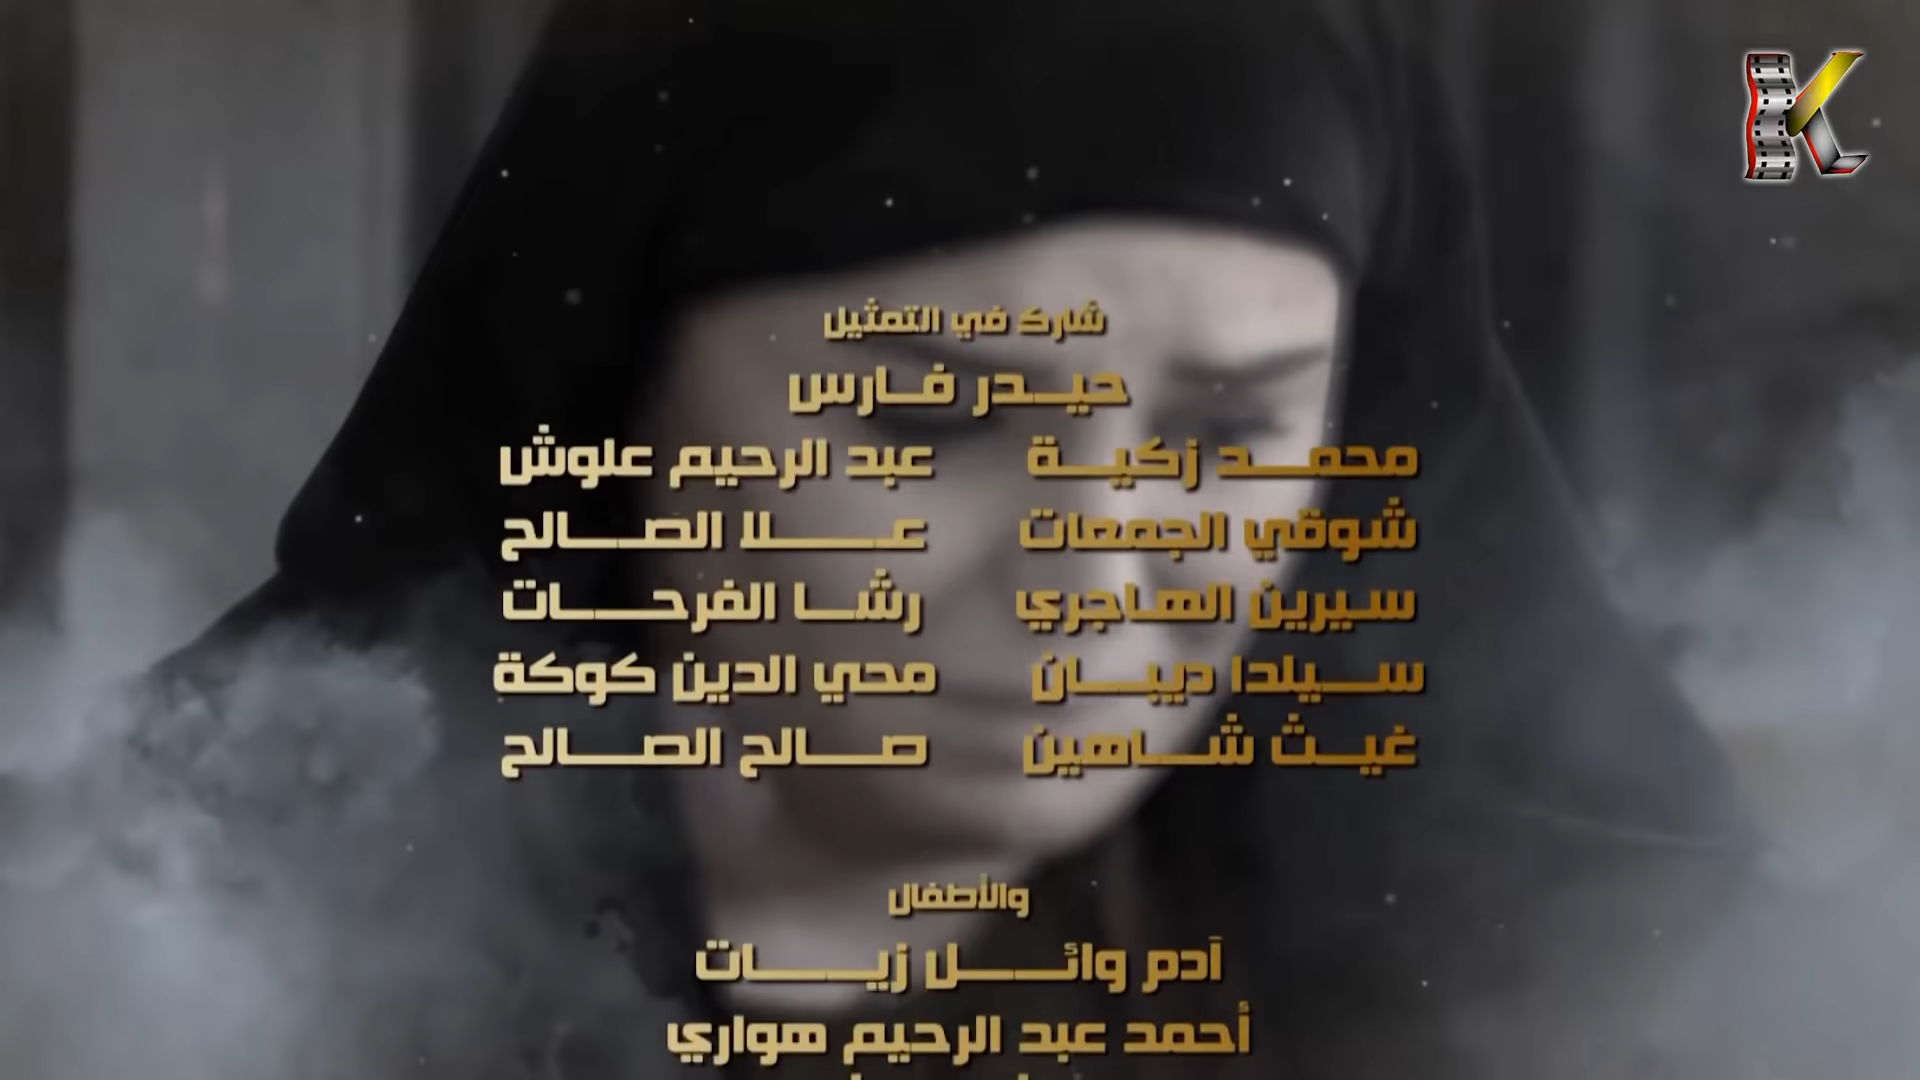 شارك في التمثيل
حيدر فارس
محمد زكية عبد الرحيم علوش
شوقي الجمعات علا الصالح
سيرين الهاجري رشا الفرحات
سيلدا ديبان محي الدين كوكة
غيث شاهين صالح الصالح
والأطفال
آدم وائل زيات
أحمد عبد الرحيم هواري
K